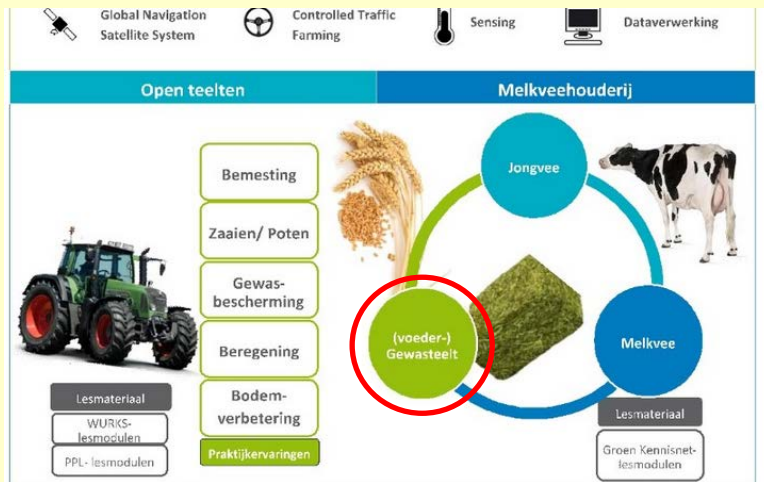 Global Navigation
Satellite System
Controlled Traffic
Farming
Sensing
Dataverwerking
Open teelten
Melkveehouderij
Bemesting
Zaaien/ Poten
Gewas-
bescherming
Beregening
Bodem-
verbetering
Praktijkervaringen
Lesmateriaal
WURKS-
lesmodulen
PPL- lesmodulen
Jongvee
(voeder-)
Gewasteelt
Melkvee
Lesmateriaal
Groen Kennisnet-
lesmodulen